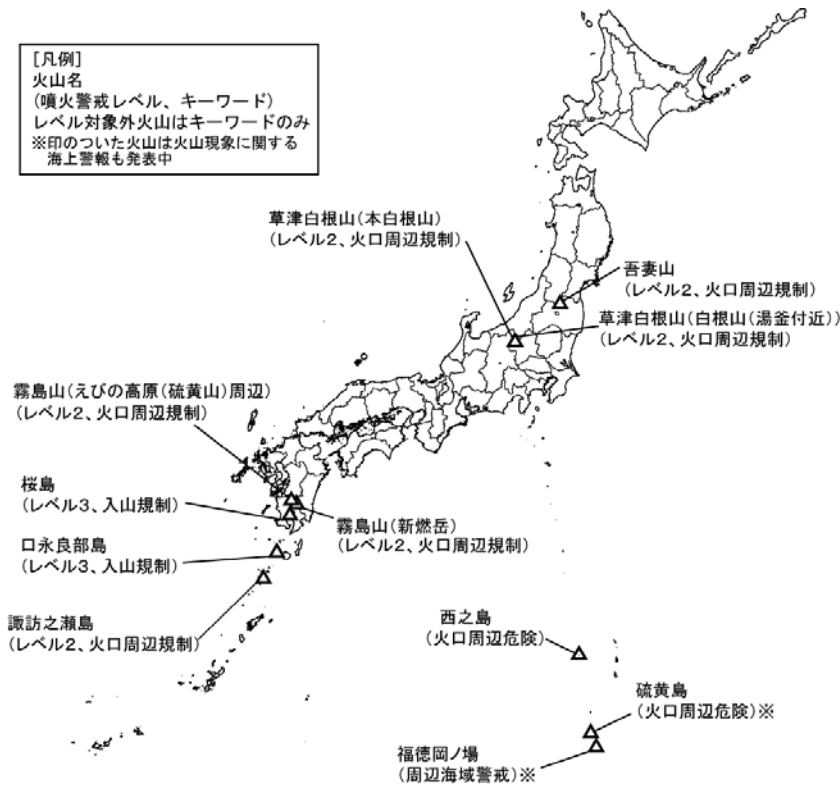 [凡例]
火山名
(噴火警戒レベル、キーワード)
レベル対象外火山はキーワードのみ
※印のついた火山は火山現象に関する
海上警報も発表中
草津白根山(本白根山)
(レベル2、火口周辺規制)
吾妻山
(レベル2、火口周辺規制)
草津白根山(白根山(湯釜付近))
(レベル2、火口周辺規制)
霧島山(えびの高原(硫黄山)周辺)
(レベル2、火口周辺規制)
桜島
(レベル3、入山規制)
霧島山(新燃岳)
(レベル2、火口周辺規制)
口永良部島
(レベル3、入山規制)
諏訪之瀬島
(レベル2、火口周辺規制)
西之島
(火口周辺危険)
硫黄島
(火口周辺危険)※
福徳岡ノ場
(周辺海域警戒)※